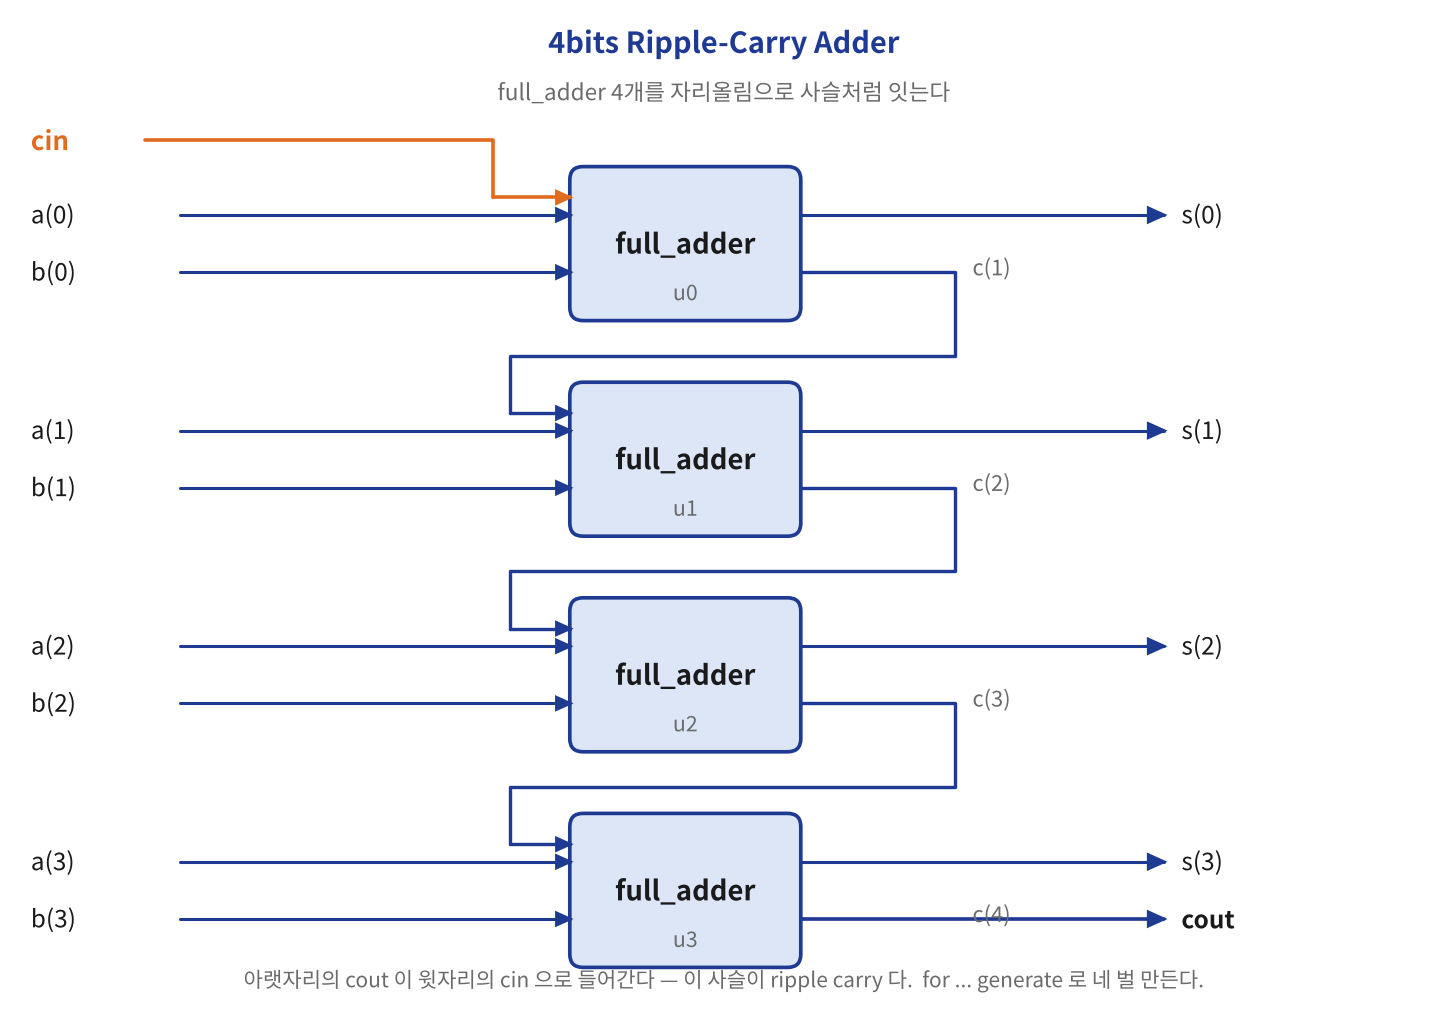 4bits Ripple-Carry Adder
full_adder 4개를 자리올림으로 사슬처럼 잇는다
cin
a(0)
s(0)
full_adder
b(0)
c(1)
u0
a(1)
s(1)
full_adder
b(1)
c(2)
u1
a(2)
s(2)
full_adder
b(2)
c(3)
u2
a(3)
s(3)
full_adder
b(3)
c(4)
cout
u3
아랫자리의 cout 이 윗자리의 cin 으로 들어간다 — 이 사슬이 ripple carry 다. for ... generate 로 네 벌 만든다.